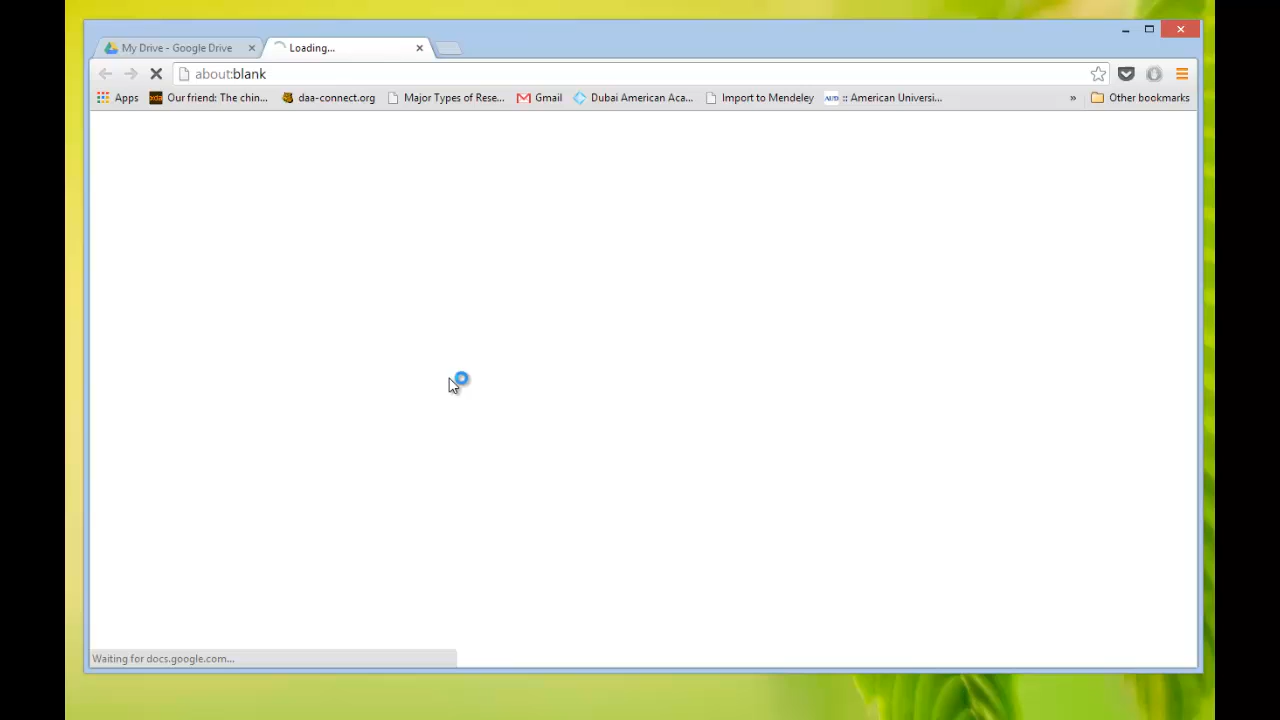 My Drive - Google Drive
Loading...
about:blank
Apps
Our friend: The chin...
daa-connect.org
Major Types of Rese...
Gmail
Dubai American Aca...
Import to Mendeley
AUD :: American Universi...
»
Other bookmarks
Waiting for docs.google.com...